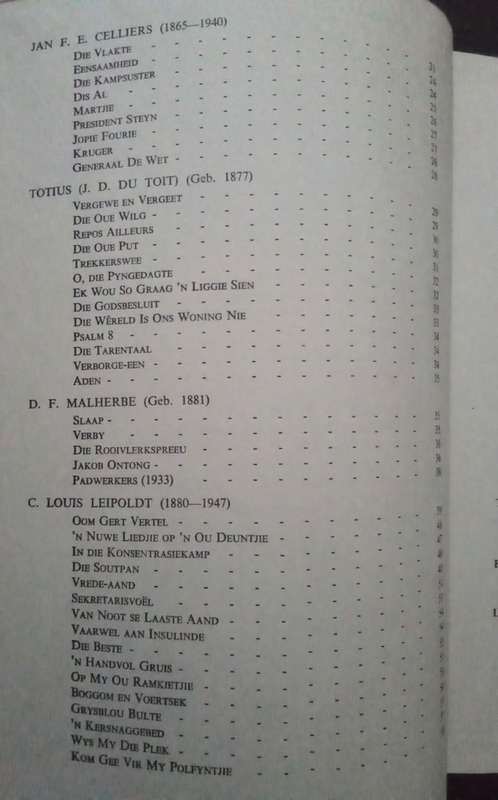 JAN F. E. CELLIERS (1865—1940)
DIE VLAKTE
EENSAAMHEID
DIE KAMPSUSTER
DIS AL
MARTJIE
PRESIDENT STEYN
JOPIE FOURIE
KRUGER
GENERAAL DE WET
TOTIUS (J. D. DU TOIT) (Geb. 1877)
VERGEWE EN VERGEET
DIE OUE WILG
REPOS AILLEURS
DIE OUE PUT
TREKKERSWEE
O, DIE PYNGEDAGTE
EK WOU SO GRAAG 'N LIGGIE SIEN
DIE GODSBESLUIT
DIE WÊRELD IS ONS WONING NIE
PSALM 8
DIE TARENTAAL
VERBORGE-EEN
ADEN
D. F. MALHERBE (Geb. 1881)
SLAAP
VERBY
DIE ROOIVLERKSPREEU
JAKOB ONTONG
PADWERKERS (1933)
C. LOUIS LEIPOLDT (1880—1947)
OOM GERT VERTEL
'N NUWE LIEDJIE OP 'N OU DEUNTJIE
IN DIE KONSENTRASIEKAMP
DIE SOUTPAN
VREDE-AAND
SEKRETARISVOËL
VAN NOOT SE LAASTE AAND
VAARWEL AAN INSULINDE
DIE BESTE
'N HANDVOL GRUIS
OP MY OU RAMKIETJIE
BOGGOM EN VOERTSEK
GRYSBLOU BULTE
'N KERSNAGGEBED
WYS MY DIE PLEK
KOM GEE VIR MY POLFYNTJIE